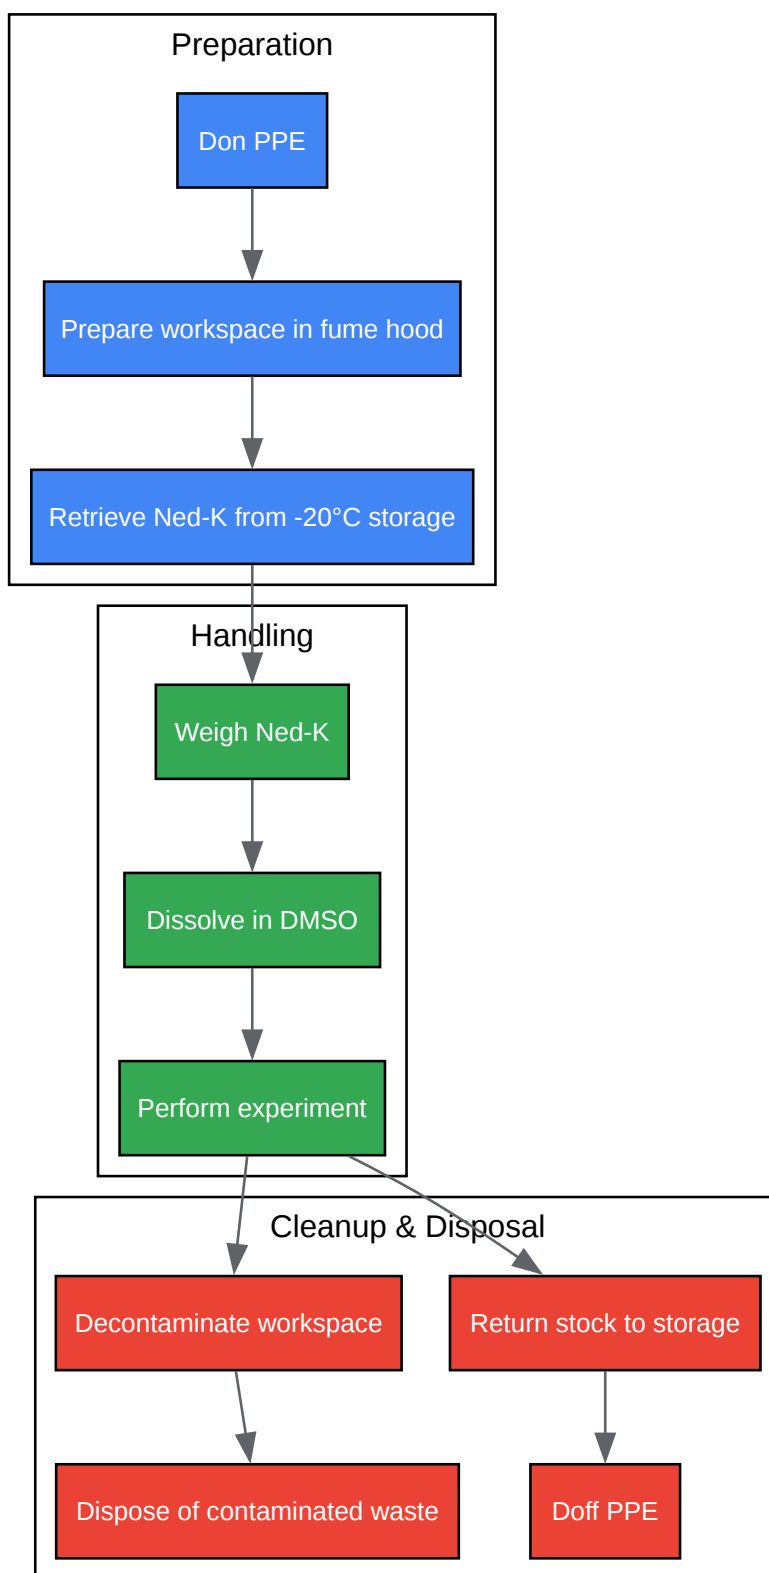 Preparation
Don PPE
Prepare workspace in fume hood
Retrieve Ned-K from -20°C storage
Handling
Weigh Ned-K
Dissolve in DMSO
Perform experiment
Cleanup & Disposal
Decontaminate workspace
Return stock to storage
Dispose of contaminated waste
Doff PPE